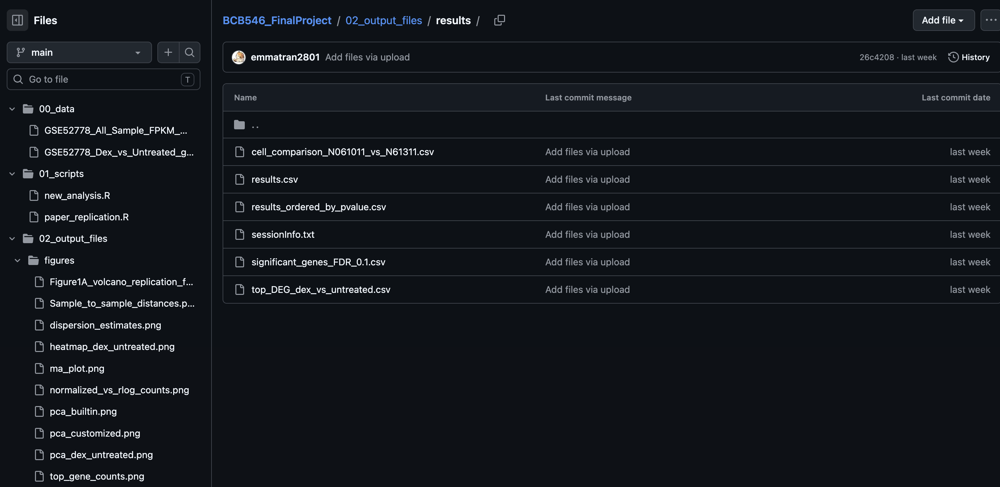 Files
main
Go to file
T
00_data
GSE52778_All_Sample_FPKM_...
GSE52778_Dex_vs_Untreated_g...
01_scripts
new_analysis.R
paper_replication.R
02_output_files
figures
Figure1A_volcano_replication_f...
Sample_to_sample_distances.p...
dispersion_estimates.png
heatmap_dex_untreated.png
ma_plot.png
normalized_vs_rlog_counts.png
pca_builtin.png
pca_customized.png
pca_dex_untreated.png
top_gene_counts.png
BCB546_FinalProject / 02_output_files / results /
Add file
emmatran2801 Add files via upload 26c4208 · last week History
Name Last commit message Last commit date
..
cell_comparison_N061011_vs_N61311.csv Add files via upload last week
results.csv Add files via upload last week
results_ordered_by_pvalue.csv Add files via upload last week
sessionInfo.txt Add files via upload last week
significant_genes_FDR_0.1.csv Add files via upload last week
top_DEG_dex_vs_untreated.csv Add files via upload last week